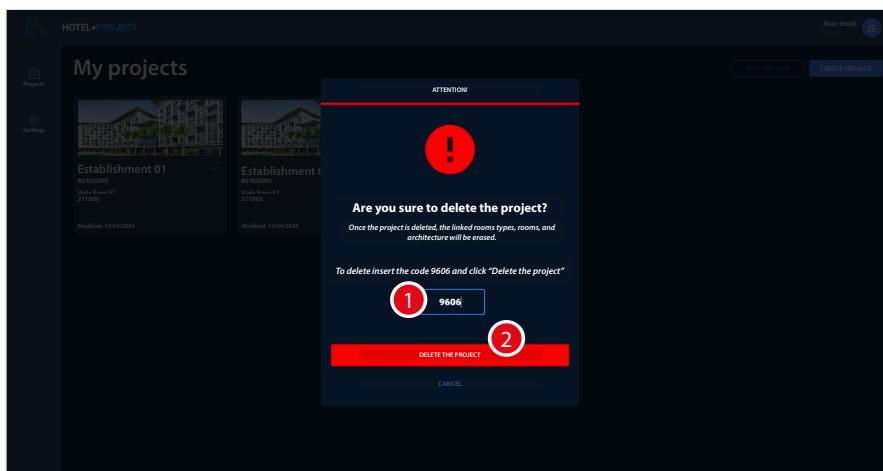 HOTEL+PROJECT
Jhon Smith
JS
Projects
Settings
My projects
SYNCHRONIZE
CREATE PROJECT
Establishment 01
80 ROOMS
21100it
Modified: 14/04/2024
Establishment 0
80 ROOMS
21100it
Modified: 14/04/2024
ATTENTION!
!
Are you sure to delete the project?
Once the project is deleted, the linked rooms types, rooms, and
architecture will be erased.
To delete insert the code 9606 and click “Delete the project”
1
9606
2
DELETE THE PROJECT
CANCEL